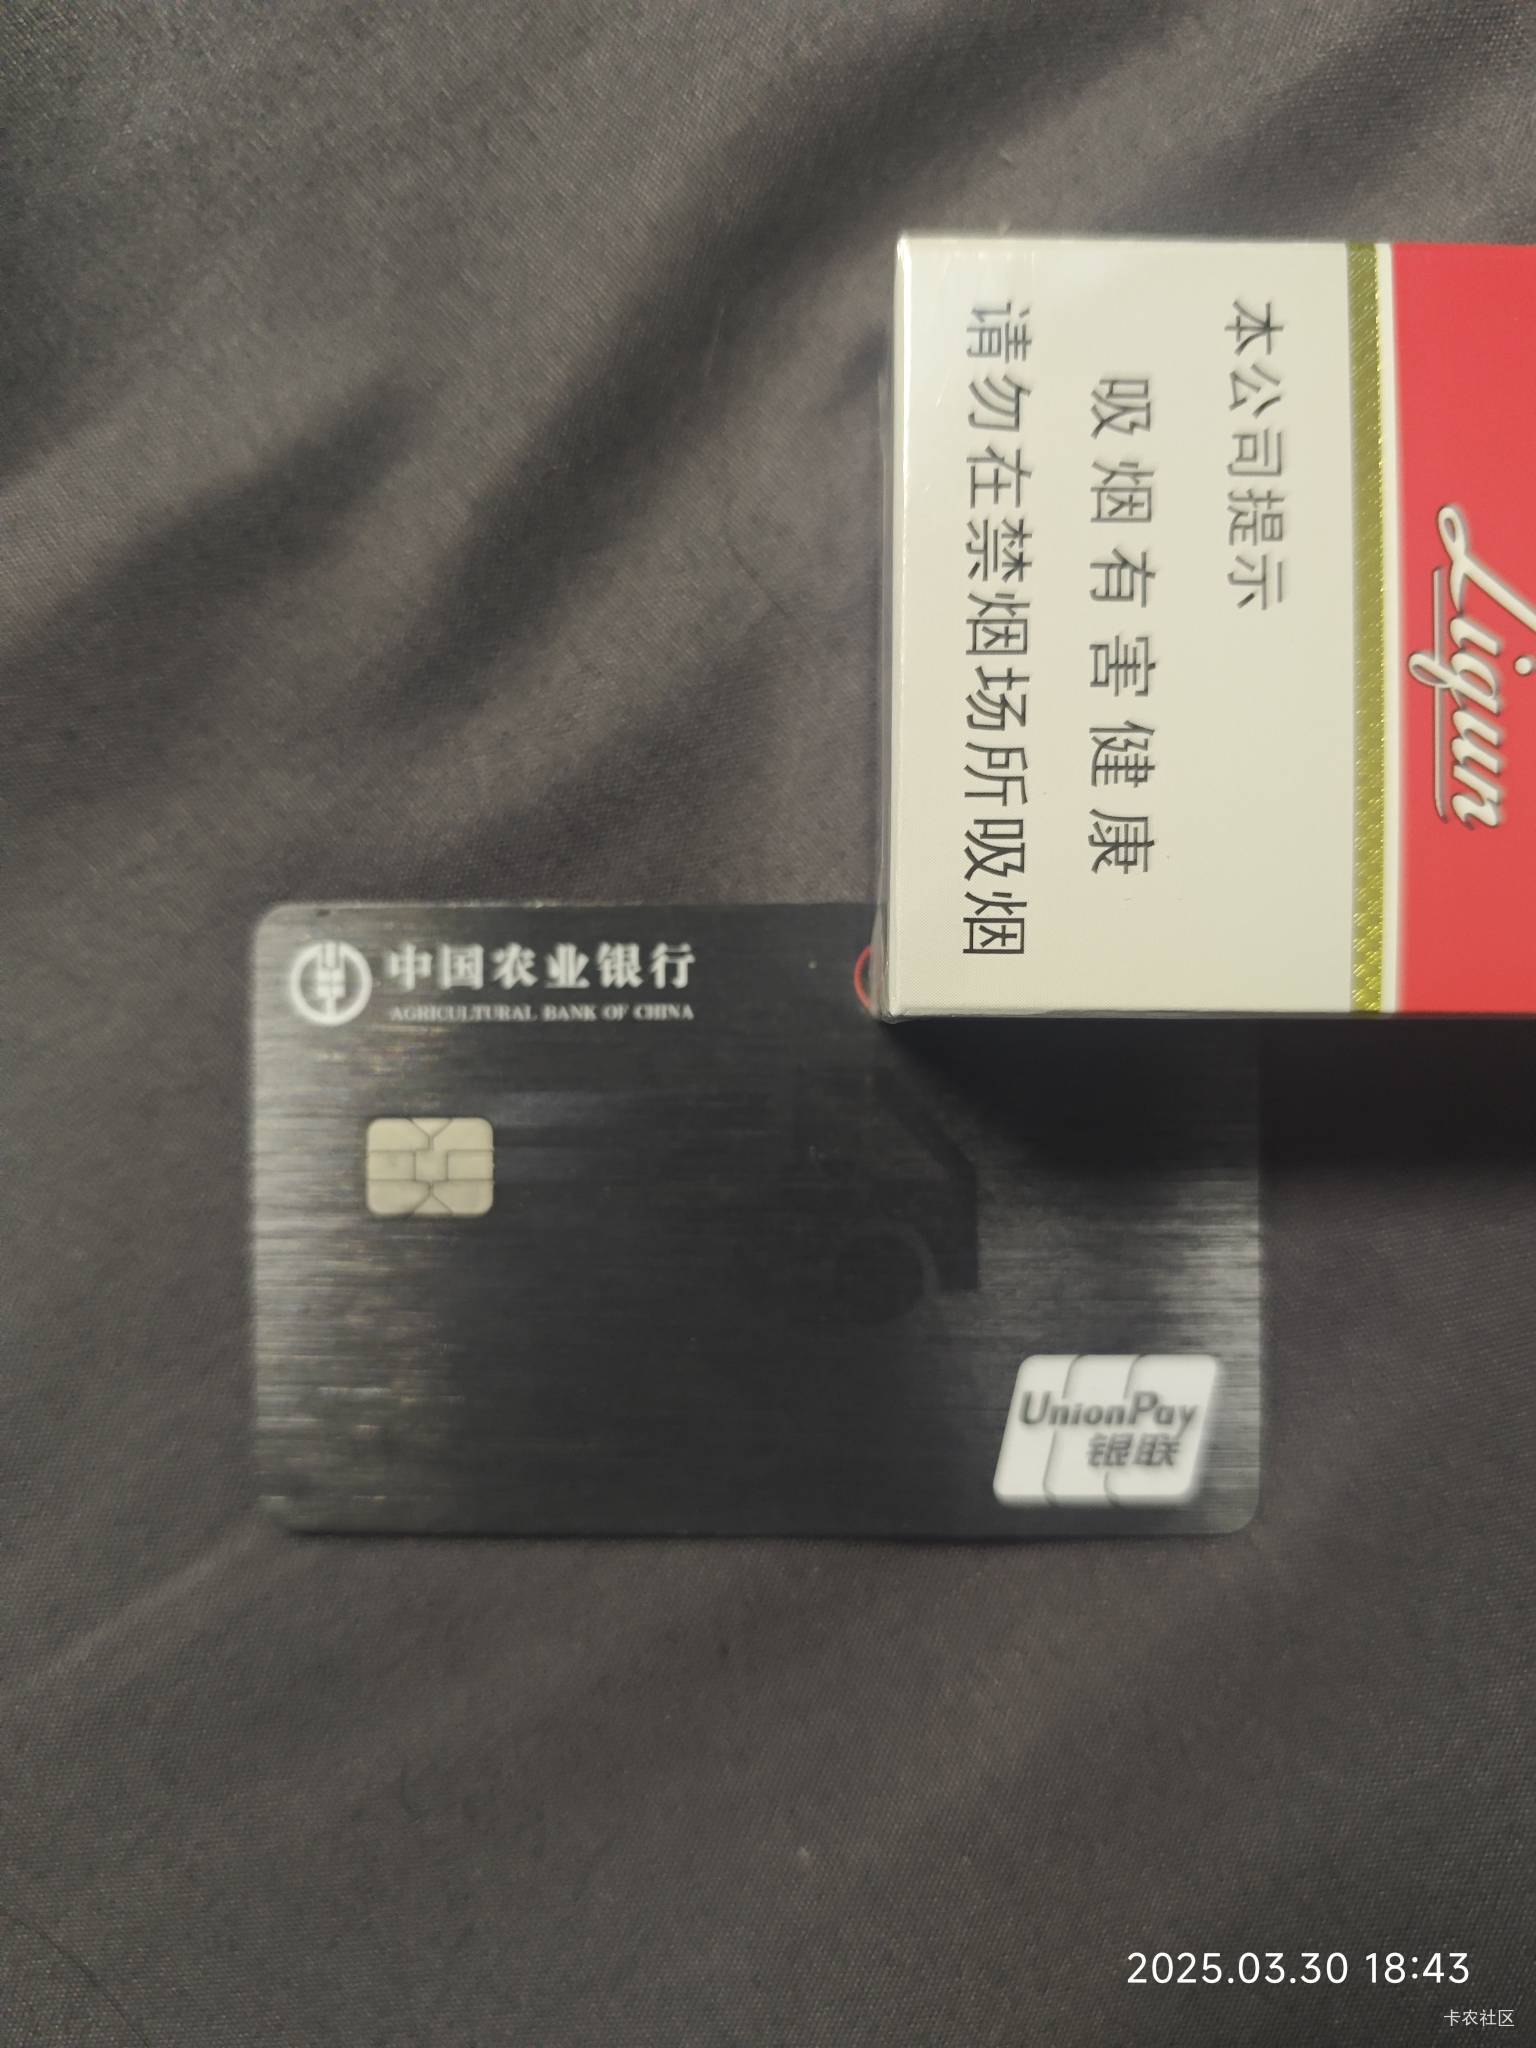 本公司提示
吸烟有害健康
请勿在禁烟场所吸烟
Liqun
中国农业银行
AGRICULTURAL BANK OF CHINA
UnionPay
银联
2025.03.30 18:43
卡农社区